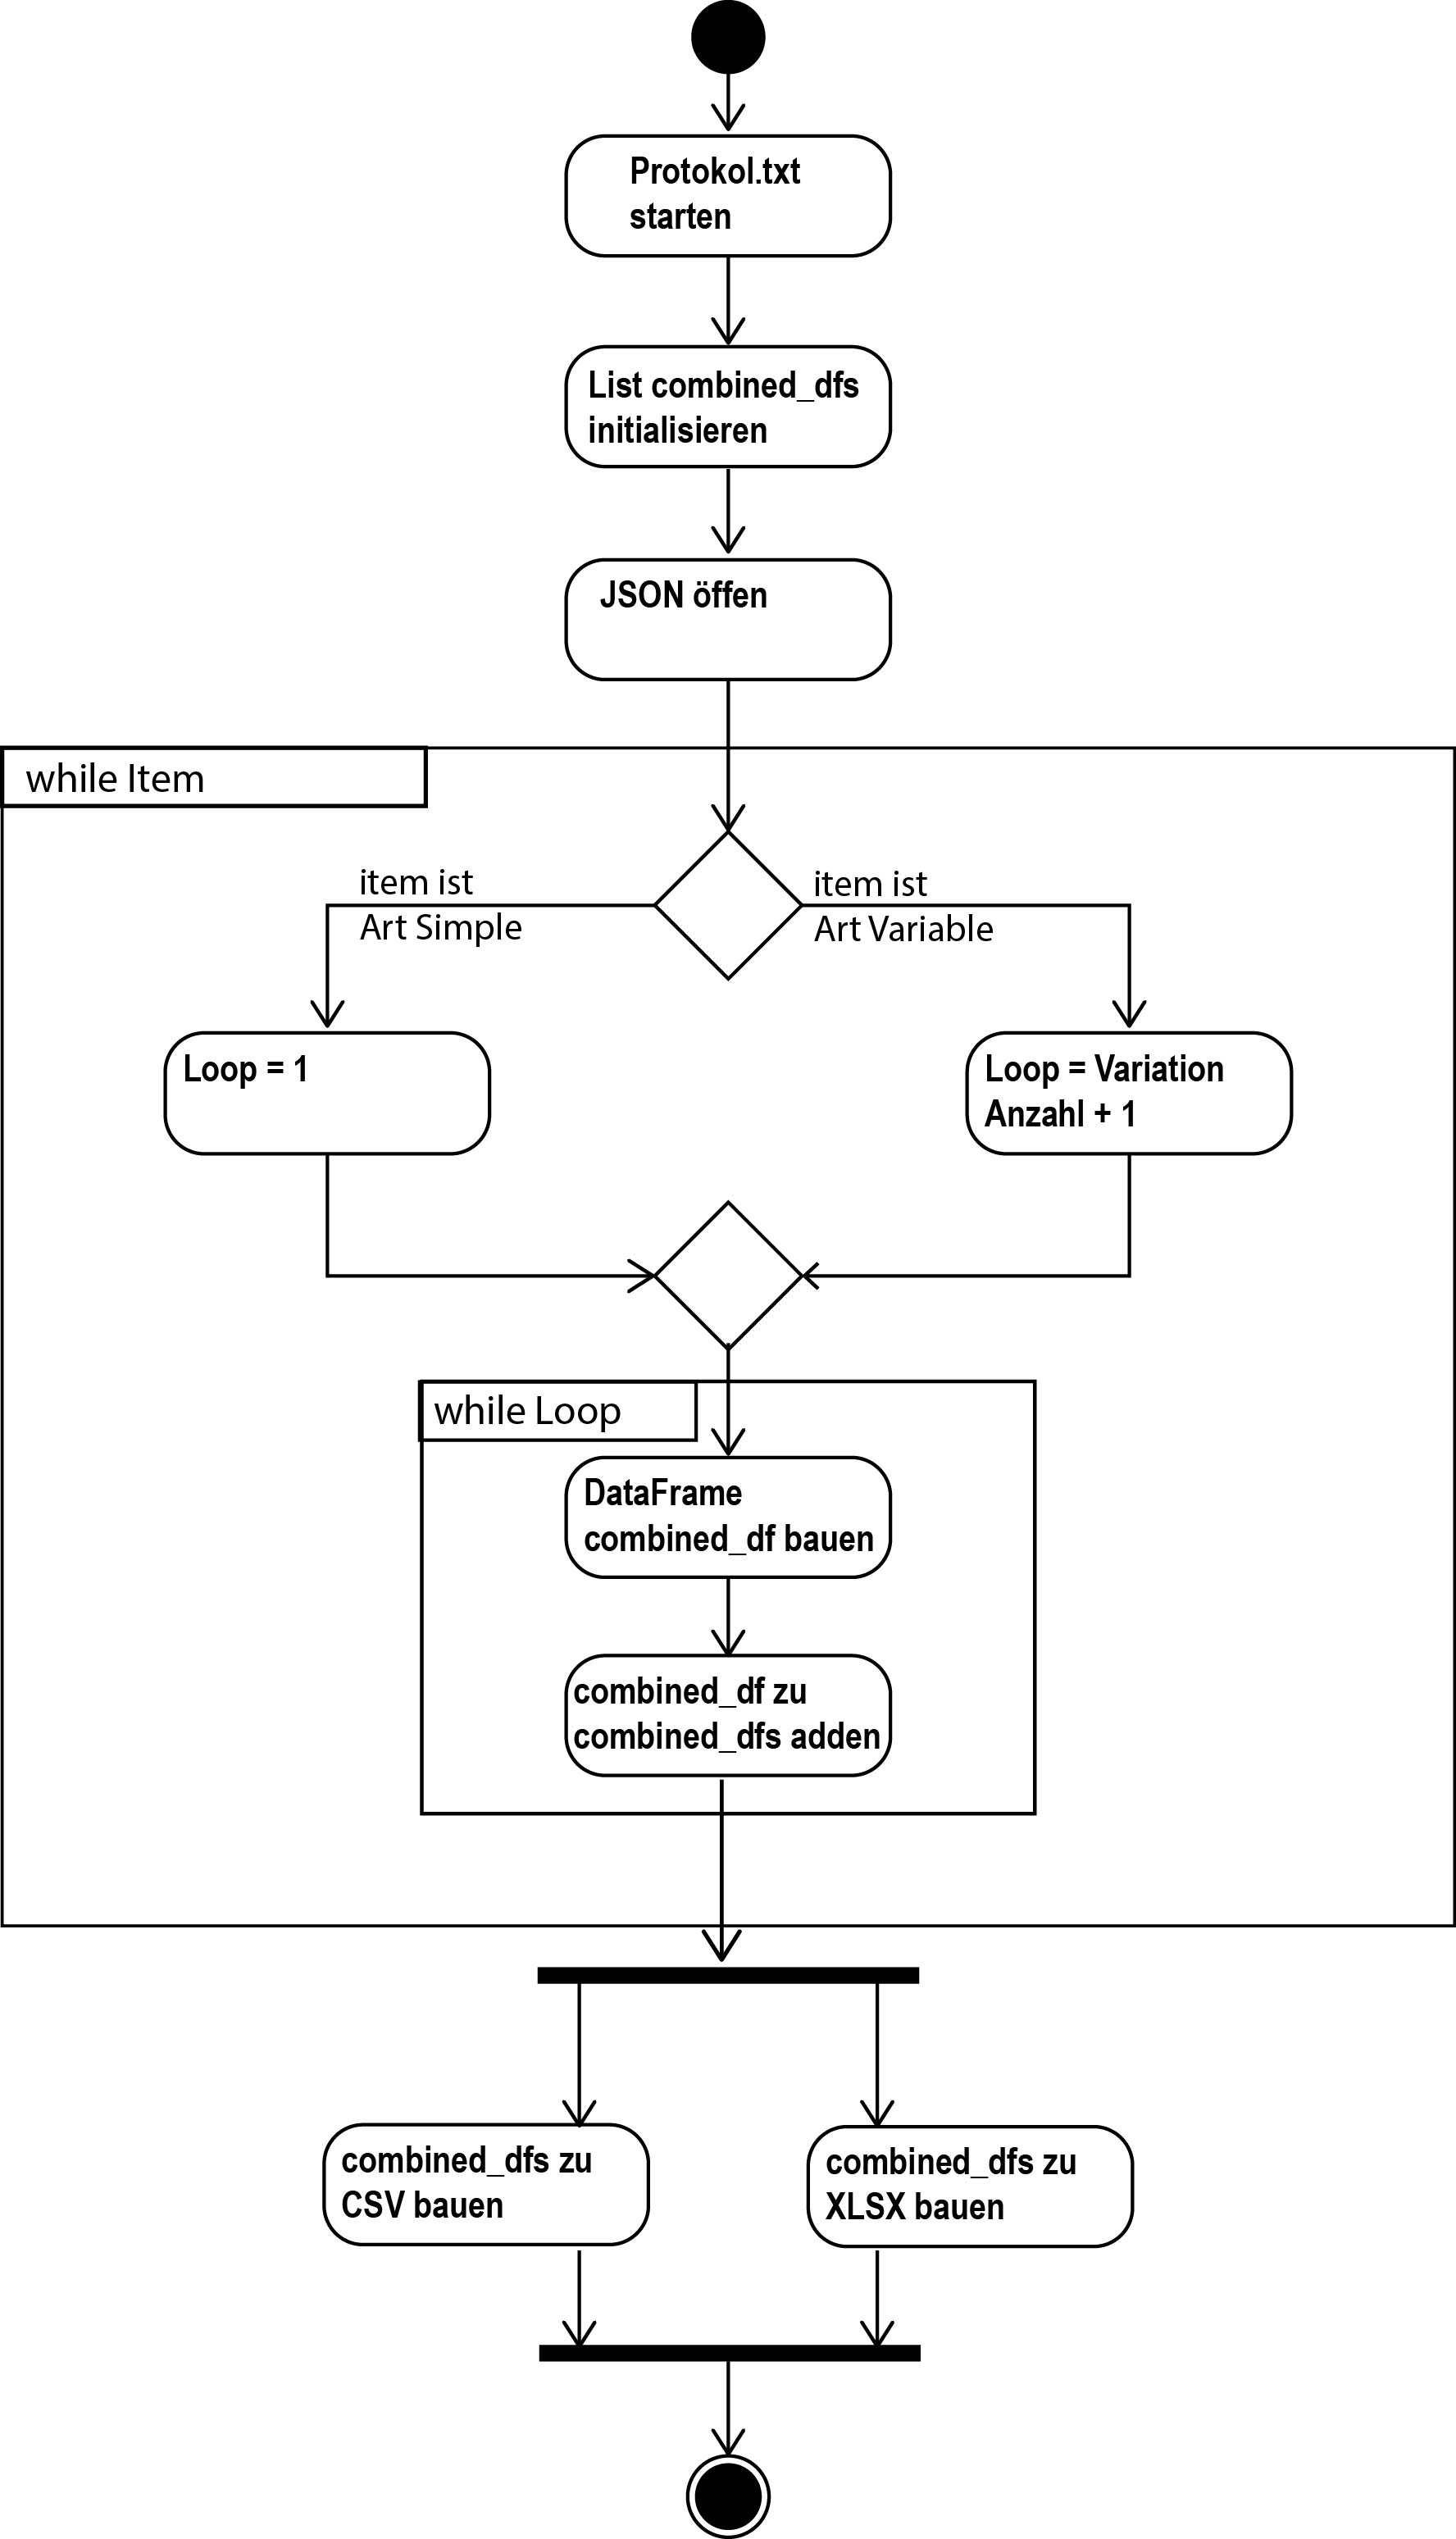 Protokol.txt
starten
List combined_dfs
initialisieren
JSON öffen
while Item
item ist
Art Simple
item ist
Art Variable
Loop = 1
Loop = Variation
Anzahl + 1
while Loop
DataFrame
combined_df bauen
combined_df zu
combined_dfs adden
combined_dfs zu
CSV bauen
combined_dfs zu
XLSX bauen